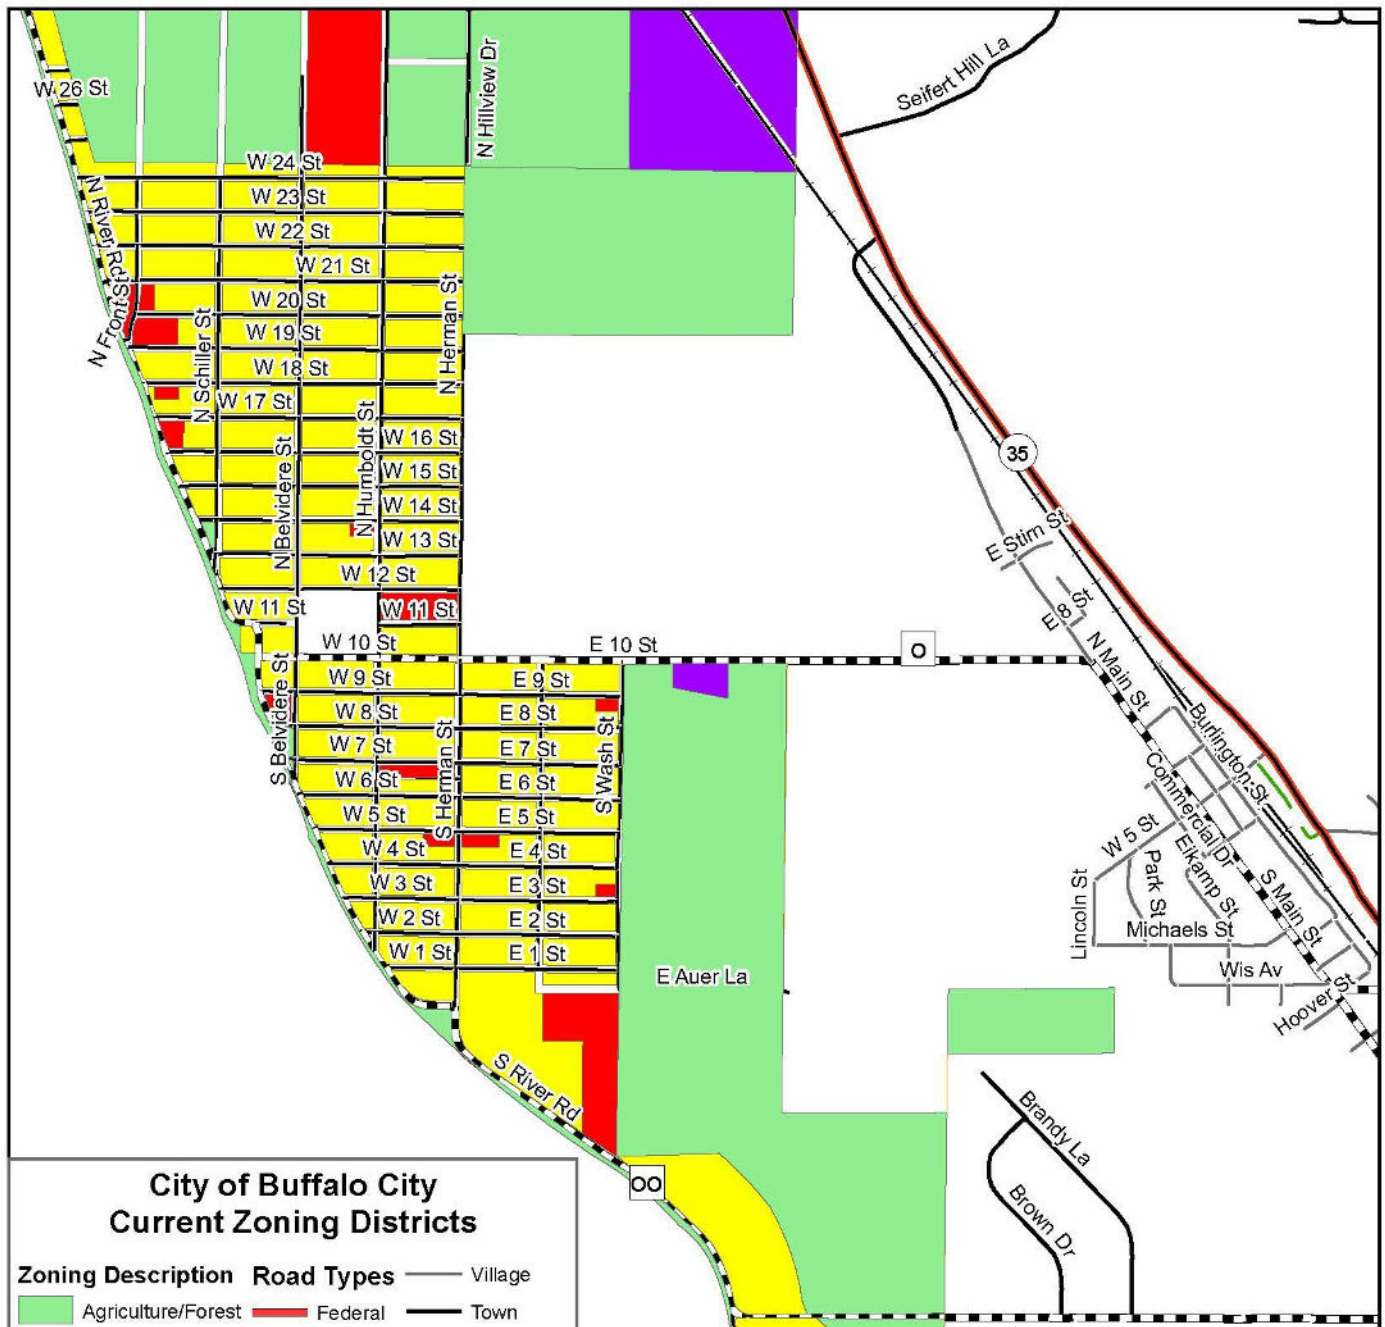 Seifert Hill La
N Hillview Dr
W 26 St
W 24 St
W 23 St
N River Rd
W 22 St
W 21 St
N Front St
W 20 St
N Herman St
W 19 St
N Schiller St
W 18 St
W 17 St
N Humboldt St
W 16 St
35
N Belvidere St
W 15 St
W 14 St
W 13 St
E Stirn St
W 12 St
E 8 St
W 11 St
W 11 St
W 10 St
E 10 St
O
N Main St
W 9 St
E 9 St
S Belvidere St
W 8 St
E 8 St
Burlington St
W 7 St
S Herman St
E 7 St
S Wash St
W 6 St
E 6 St
Commercial Dr
W 5 St
E 5 St
W 5 St
W 4 St
E 4 St
Eikamp St
W 3 St
E 3 St
Park St
Lincoln St
S Main St
W 2 St
E 2 St
Michaels St
W 1 St
E 1 St
E Auer La
Wis Av
Hoover St
S River Rd
Brandy La
OO
Brown Dr
City of Buffalo City
Current Zoning Districts
Zoning Description Road Types Village
Agriculture/Forest Federal Town